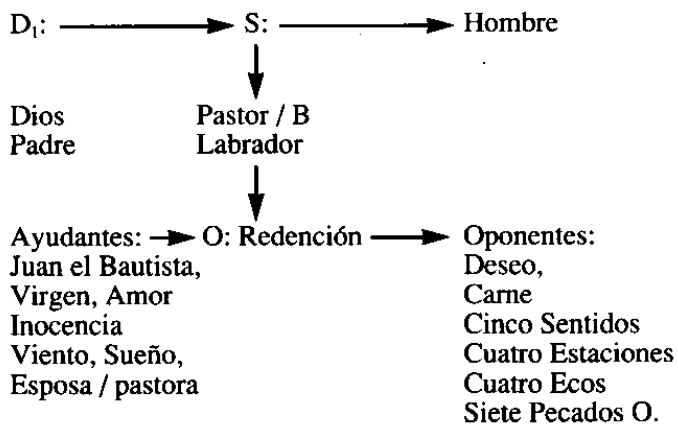 D₁: S: Hombre
Dios Pastor / B
Padre Labrador
Ayudantes: O: Redención Oponentes:
Juan el Bautista, Deseo,
Virgen, Amor Carne
Inocencia Cinco Sentidos
Viento, Sueño, Cuatro Estaciones
Esposa / pastora Cuatro Ecos
Siete Pecados O.